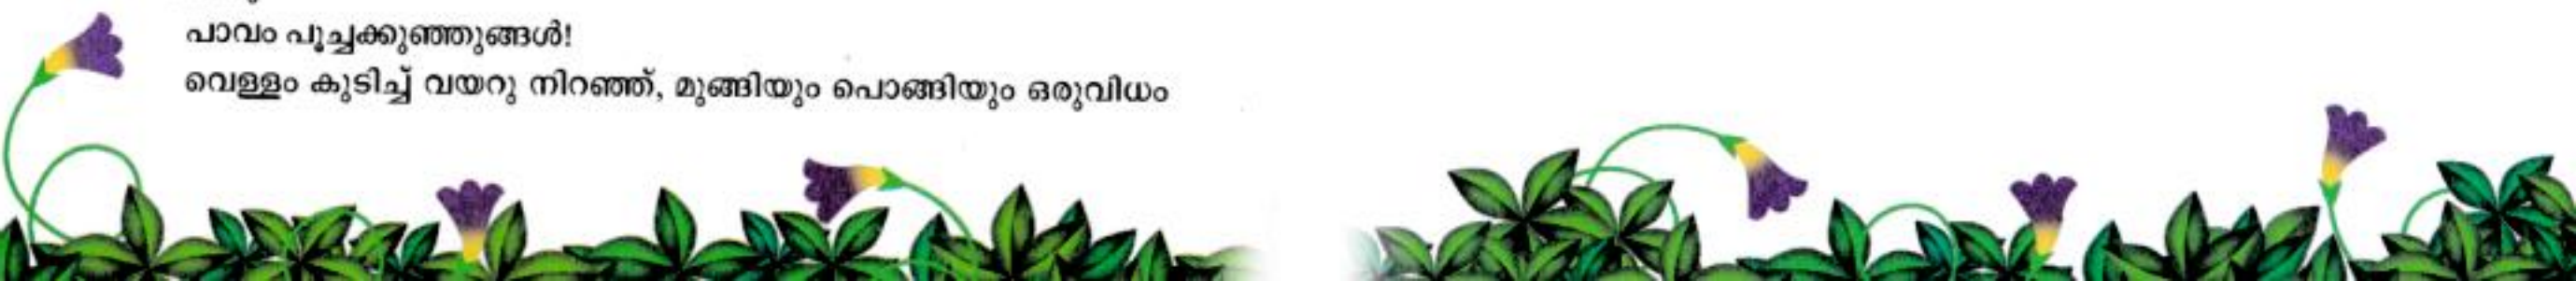 പാവം പൂച്ചക്കുഞ്ഞുങ്ങൾ!
വെള്ളം കുടിച്ച് വയറു നിറഞ്ഞ്, മുങ്ങിയും പൊങ്ങിയും ഒരുവിധം